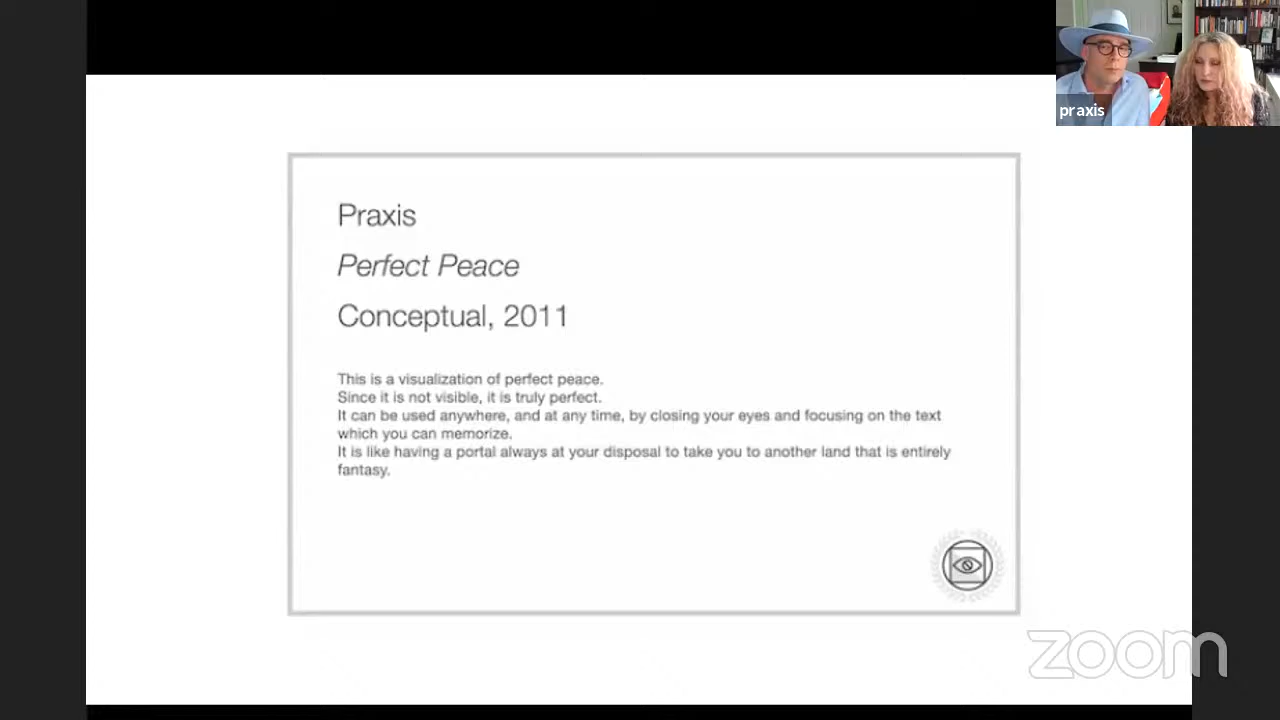 praxis
Praxis
Perfect Peace
Conceptual, 2011
This is a visualization of perfect peace.
Since it is not visible, it is truly perfect.
It can be used anywhere, and at any time, by closing your eyes and focusing on the text
which you can memorize.
It is like having a portal always at your disposal to take you to another land that is entirely
fantasy.
zoom